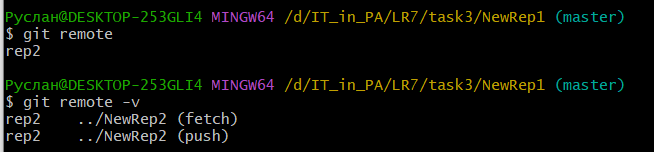 Руслан@DESKTOP-253GLI4 MINGW64 /d/IT_in_PA/LR7/task3/NewRep1 (master)
$ git remote
rep2
Руслан@DESKTOP-253GLI4 MINGW64 /d/IT_in_PA/LR7/task3/NewRep1 (master)
$ git remote -v
rep2    ../NewRep2 (fetch)
rep2    ../NewRep2 (push)